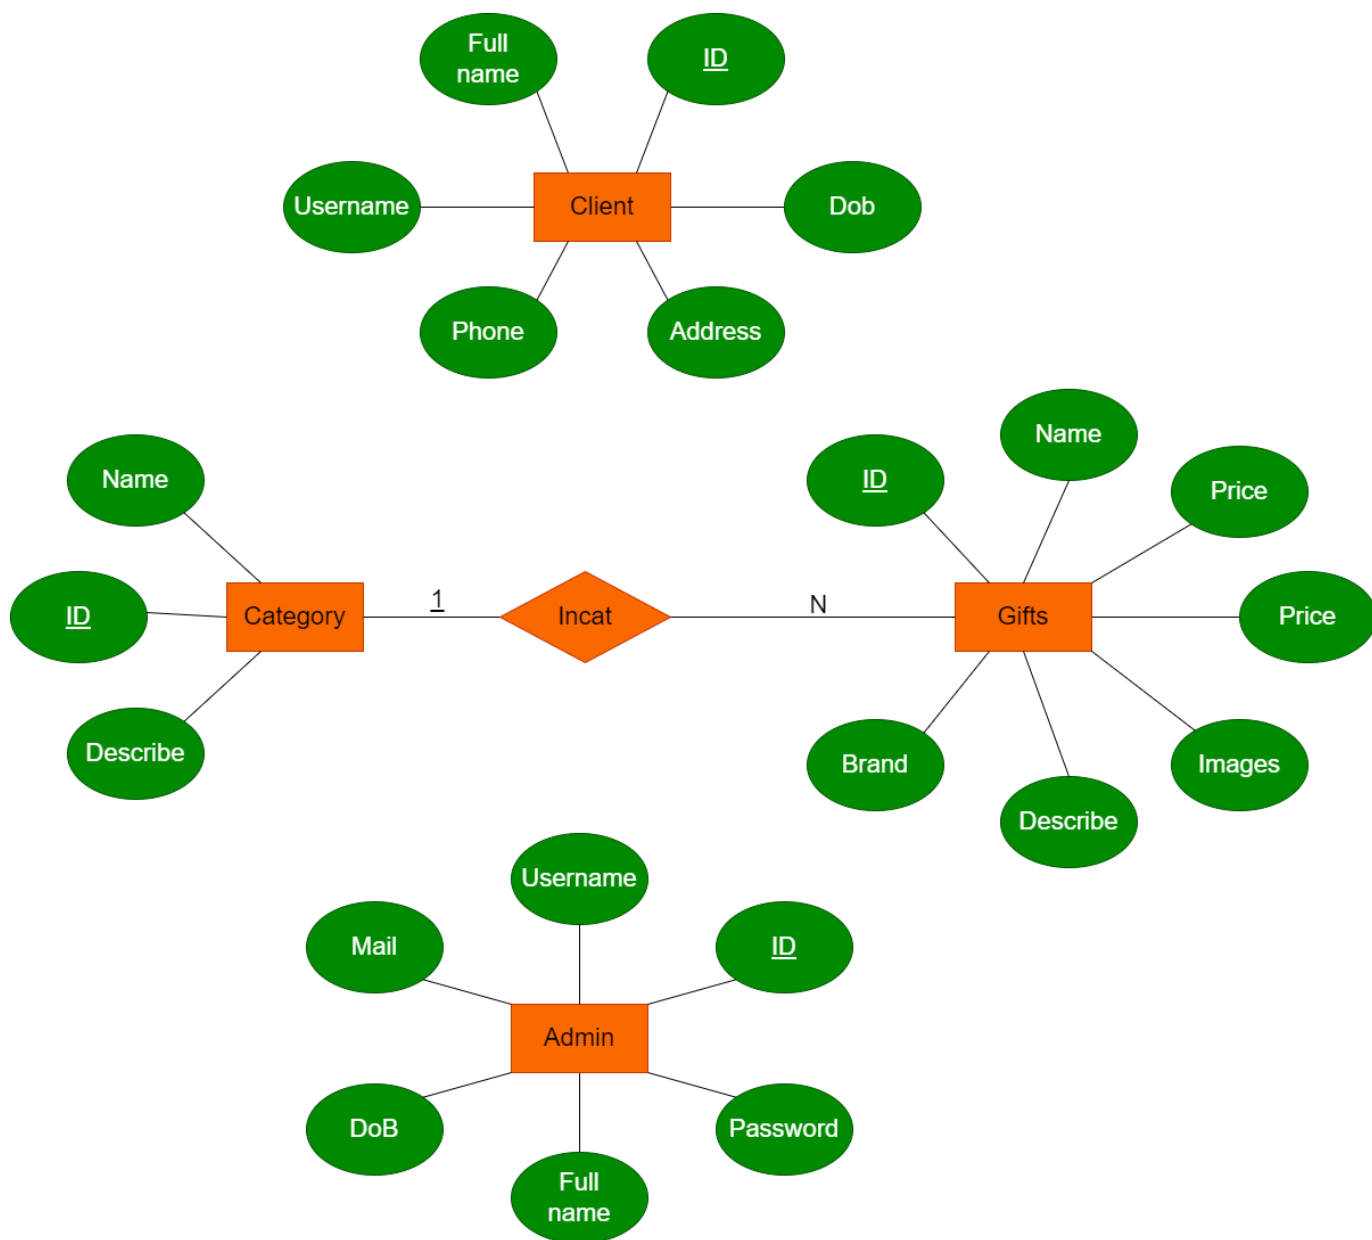 Full
name
ID
Username
Client
Dob
Phone
Address
Name
ID
Name
Price
ID
Category
1
Incat
N
Gifts
Price
Describe
Brand
Describe
Images
Username
Mail
ID
Admin
DoB
Password
Full
name